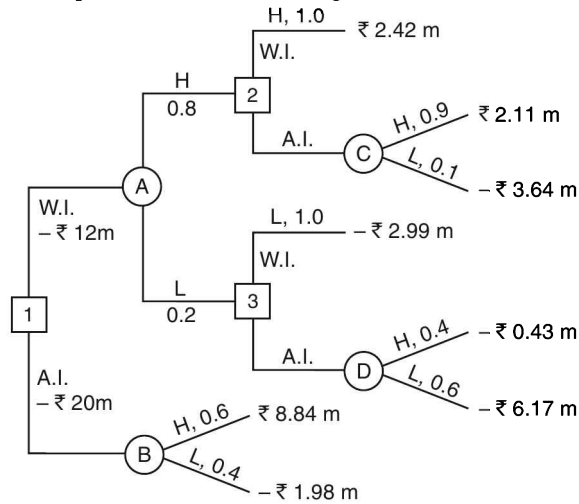 H, 1.0
₹ 2.42 m
W.I.
H
0.8
2
A.I.
C
H, 0.9
₹ 2.11 m
L, 0.1
– ₹ 3.64 m
A
W.I.
– ₹ 12m
L, 1.0
– ₹ 2.99 m
W.I.
L
0.2
3
1
A.I.
D
H, 0.4
– ₹ 0.43 m
L, 0.6
– ₹ 6.17 m
A.I.
– ₹ 20m
B
H, 0.6
₹ 8.84 m
L, 0.4
– ₹ 1.98 m